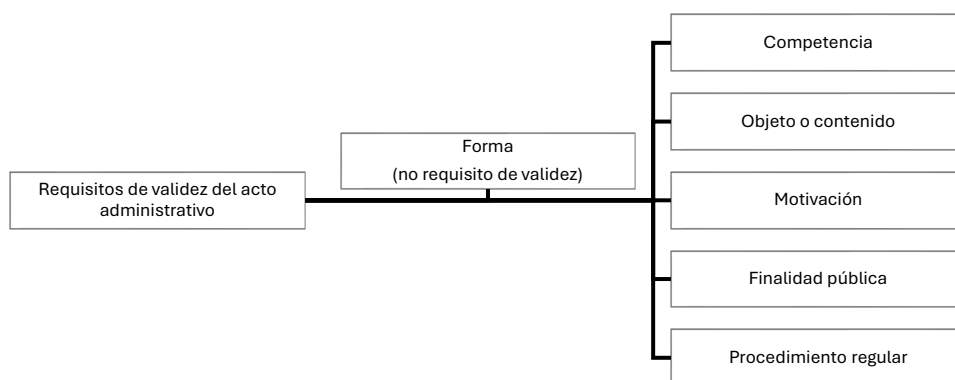 Requisitos de validez del acto
administrativo
Forma
(no requisito de validez)
Competencia
Objeto o contenido
Motivación
Finalidad pública
Procedimiento regular